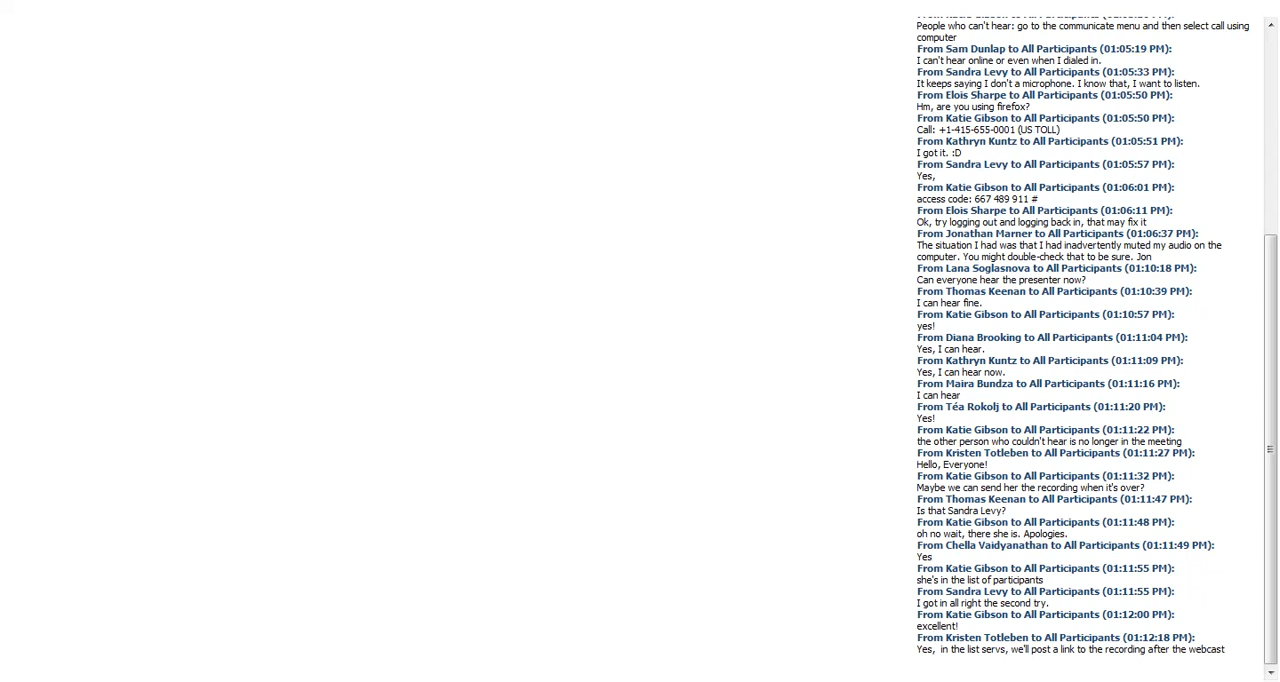 People who can't hear: go to the communicate menu and then select call using
computer
From Sam Dunlap to All Participants (01:05:19 PM):
I can't hear online or even when I dialed in.
From Sandra Levy to All Participants (01:05:33 PM):
It keeps saying I don't a microphone. I know that, I want to listen.
From Elois Sharpe to All Participants (01:05:50 PM):
Hm, are you using firefox?
From Katie Gibson to All Participants (01:05:50 PM):
Call: +1-415-655-0001 (US TOLL)
From Kathryn Kuntz to All Participants (01:05:51 PM):
I got it. :D
From Sandra Levy to All Participants (01:05:57 PM):
Yes,
From Katie Gibson to All Participants (01:06:01 PM):
access code: 667 489 911 #
From Elois Sharpe to All Participants (01:06:11 PM):
Ok, try logging out and logging back in, that may fix it
From Jonathan Marner to All Participants (01:06:37 PM):
The situation I had was that I had inadvertently muted my audio on the
computer. You might double-check that to be sure. Jon
From Lana Soglasnova to All Participants (01:10:18 PM):
Can everyone hear the presenter now?
From Thomas Keenan to All Participants (01:10:39 PM):
I can hear fine.
From Katie Gibson to All Participants (01:10:57 PM):
yes!
From Diana Brooking to All Participants (01:11:04 PM):
Yes, I can hear.
From Kathryn Kuntz to All Participants (01:11:09 PM):
Yes, I can hear now.
From Maira Bundza to All Participants (01:11:16 PM):
I can hear
From Téa Rokolj to All Participants (01:11:20 PM):
Yes!
From Katie Gibson to All Participants (01:11:22 PM):
the other person who couldn't hear is no longer in the meeting
From Kristen Totleben to All Participants (01:11:27 PM):
Hello, Everyone!
From Katie Gibson to All Participants (01:11:32 PM):
Maybe we can send her the recording when it's over?
From Thomas Keenan to All Participants (01:11:47 PM):
Is that Sandra Levy?
From Katie Gibson to All Participants (01:11:48 PM):
oh no wait, there she is. Apologies.
From Chella Vaidyanathan to All Participants (01:11:49 PM):
Yes
From Katie Gibson to All Participants (01:11:55 PM):
she's in the list of participants
From Sandra Levy to All Participants (01:11:55 PM):
I got in all right the second try.
From Katie Gibson to All Participants (01:12:00 PM):
excellent!
From Kristen Totleben to All Participants (01:12:18 PM):
Yes,  in the list servs, we'll post a link to the recording after the webcast